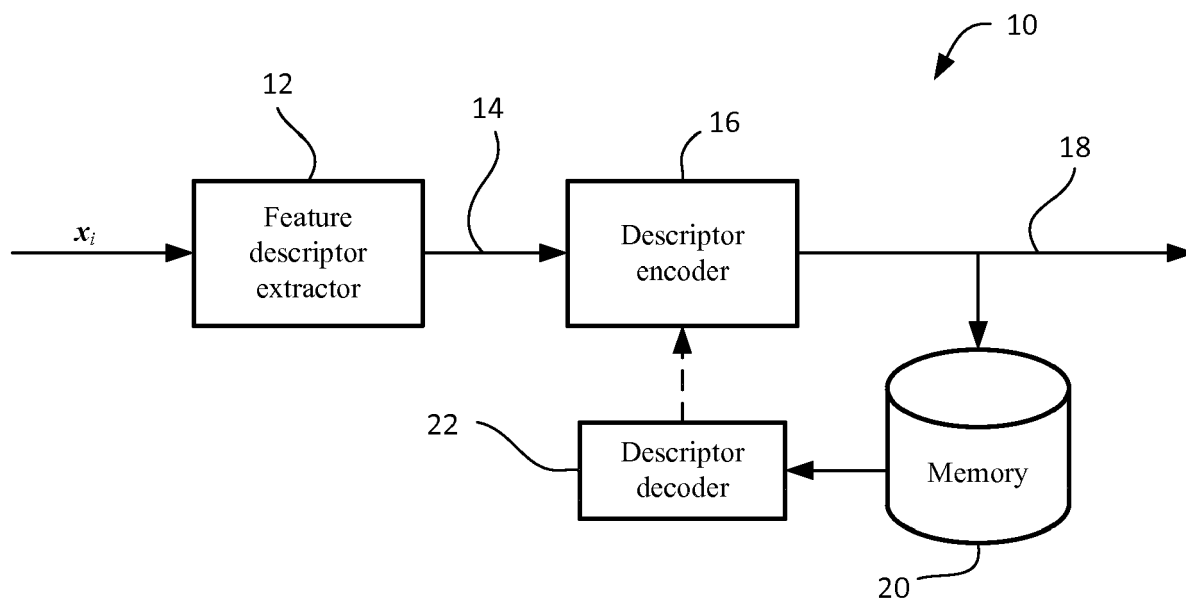 10
12
14
16
18
x_i
Feature
descriptor
extractor
Descriptor
encoder
22
Descriptor
decoder
Memory
20